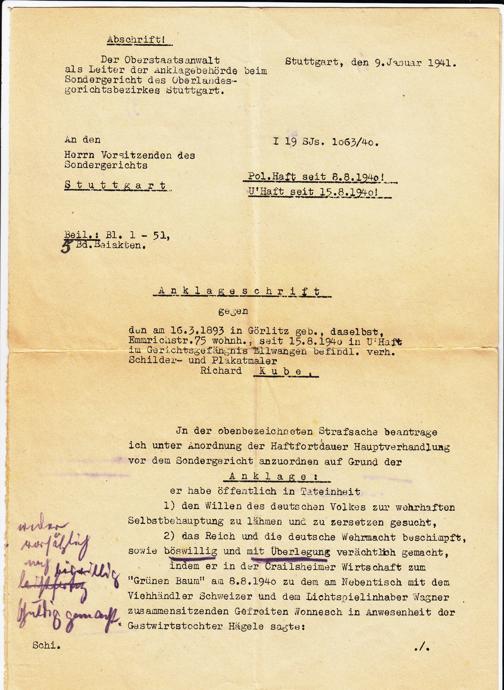 Abschrift!
Der Oberstaatsanwalt
als Leiter der Anklagebehörde beim
Sondergericht des Oberlandes-
gerichtsbezirkes Stuttgart.
Stuttgart, den 9.Januar 1941.
An den
Herrn Vorsitzenden des
Sondergerichts
Stuttgart
I 19 SJs. 1063/40.
Pol.Haft seit 8.8.1940!
U'Haft seit 15.8.1940!
Beil.: Bl. 1 - 51,
5 Bd.Beiakten.
Anklageschrift
gegen
den am 16.3.1893 in Görlitz geb., daselbst,
Emmrichstr.75 wohnh., seit 15.8.1940 in U'Haft
im Gerichtsgefängnis Ellwangen befindl. verh.
Schilder- und Plakatmaler
Richard Kube.
Jn der obenbezeichneten Strafsache beantrage
ich unter Anordnung der Haftfortdauer Hauptverhandlung
vor dem Sondergericht anzuordnen auf Grund der
Anklage:
er habe öffentlich in Tateinheit
1) den Willen des deutschen Volkes zur wehrhaften
Selbstbehauptung zu lähmen und zu zersetzen gesucht,
2) das Reich und die deutsche Wehrmacht beschimpft,
sowie böswillig und mit Überlegung verächtlich gemacht,
indem er in der Crailsheimer Wirtschaft zum
"Grünen Baum" am 8.8.1940 zu dem am Nebentisch mit dem
Viehhändler Schweizer und dem Lichtspielinhaber Wagner
zusammensitzenden Gefreiten Wonnesch in Anwesenheit der
Gastwirtstochter Hägele sagte:
Schi.
./.